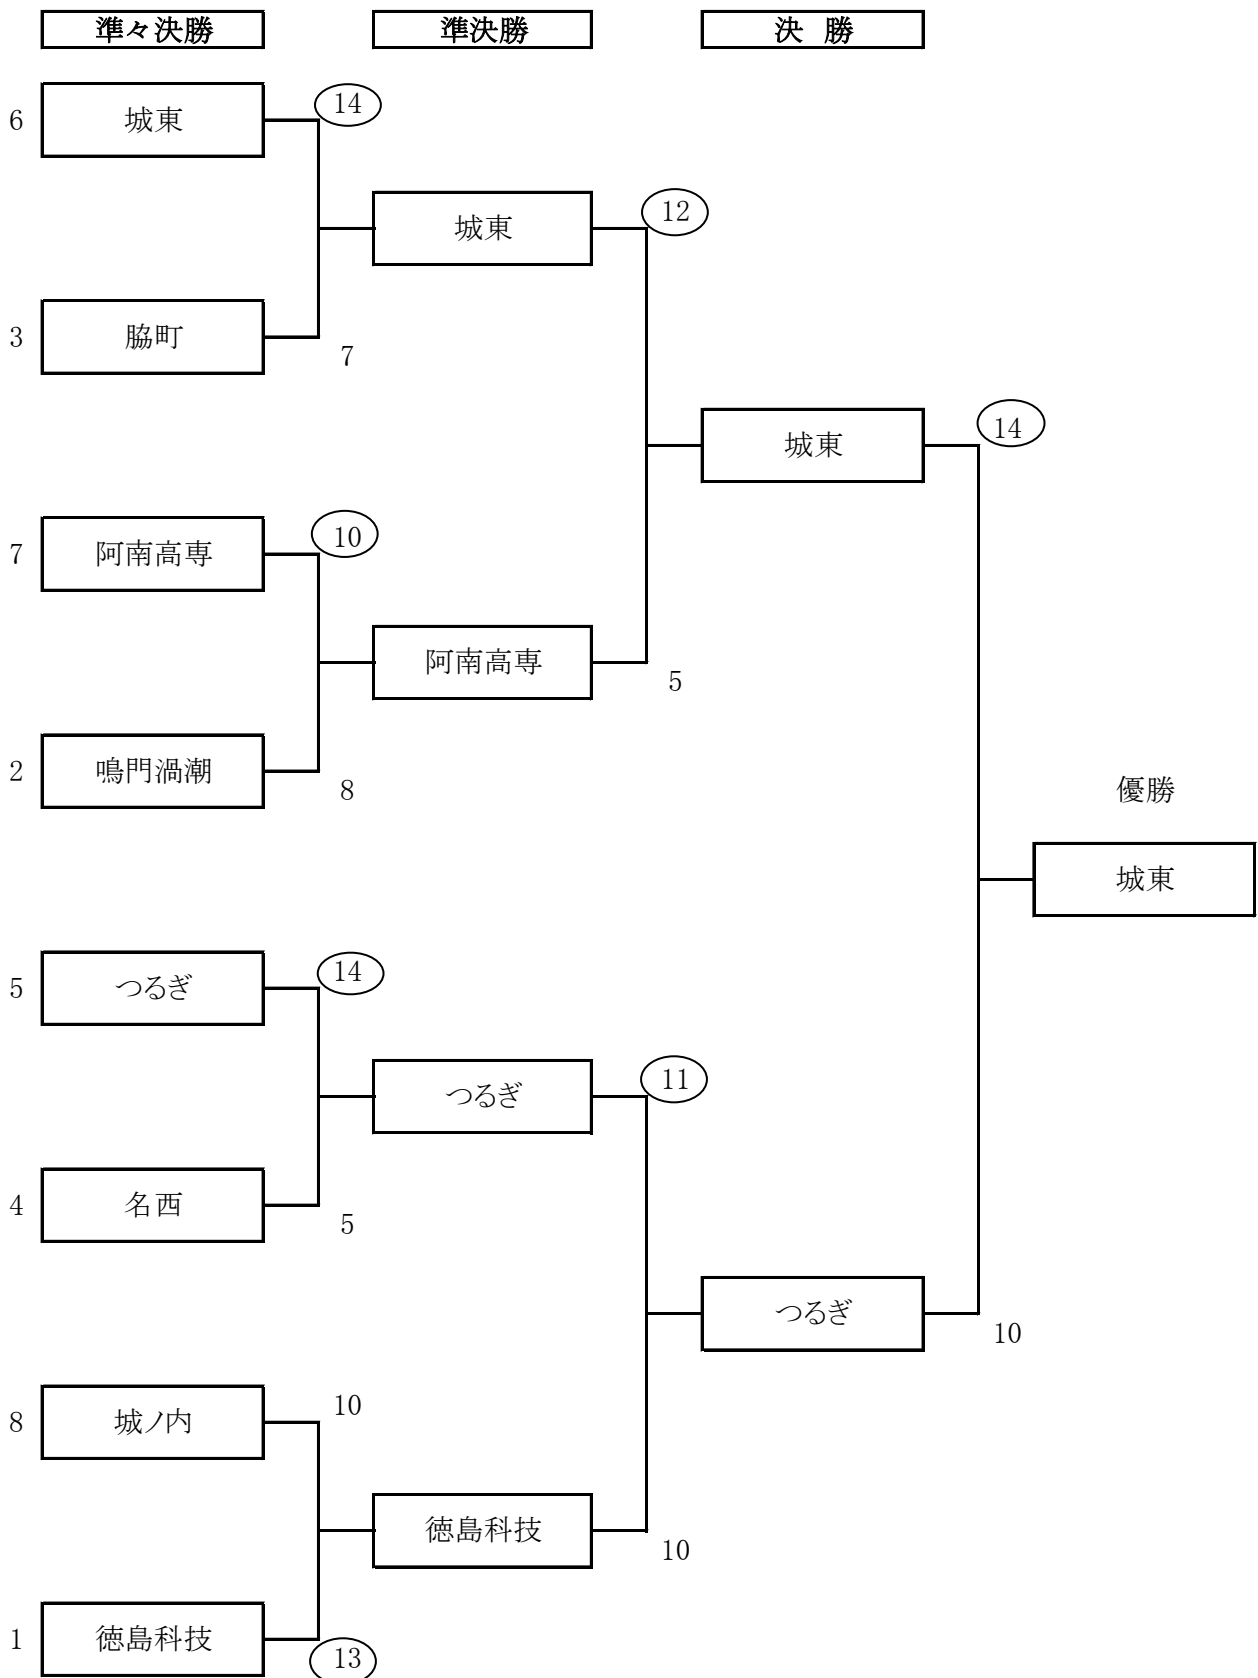 準々決勝 準決勝 決 勝
6 城東 14
城東 12
3 脇町 7
城東 14
7 阿南高専 10
阿南高専 5
2 鳴門渦潮 8
優勝
城東
5 つるぎ 14
つるぎ 11
4 名西 5
つるぎ 10
8 城ノ内 10
徳島科技 10
1 徳島科技 13